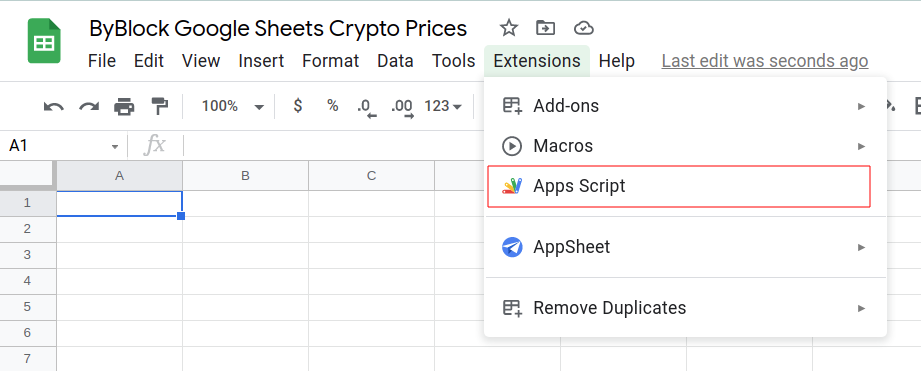 ByBlock Google Sheets Crypto Prices
File Edit View Insert Format Data Tools Extensions Help Last edit was seconds ago
100% $ % .0 .00 123
A1 fx
A B C
1
2
3
4
5
6
7
Add-ons
Macros
Apps Script
AppSheet
Remove Duplicates